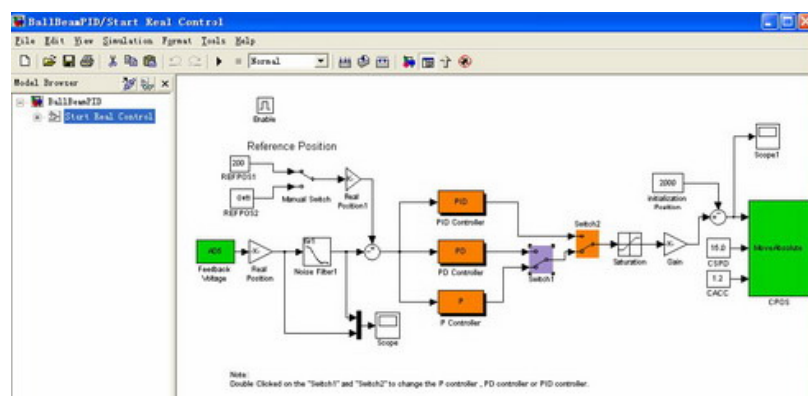 BallBeamPID/Start Real Control
File Edit View Simulation Format Tools Help
Normal
Model Browser
BallBeamPID
Start Real Control
Enable
Reference Position
200
REFPOS1
REFPOS2
Manual Switch
Real
Position1
Feedback
Voltage
Real
Position
Noise Filter1
Scope
PID
PID Controller
PD
PD Controller
P
P Controller
Switch1
Switch2
Saturation
Gain
2000
Initialization
Position
Scope1
15.0
CSPD
1.2
CACC
MoveAbsolute
CPOS
Note:
Double Clicked on the "Switch1" and "Switch2" to change the P controller , PD controller or PID controller.